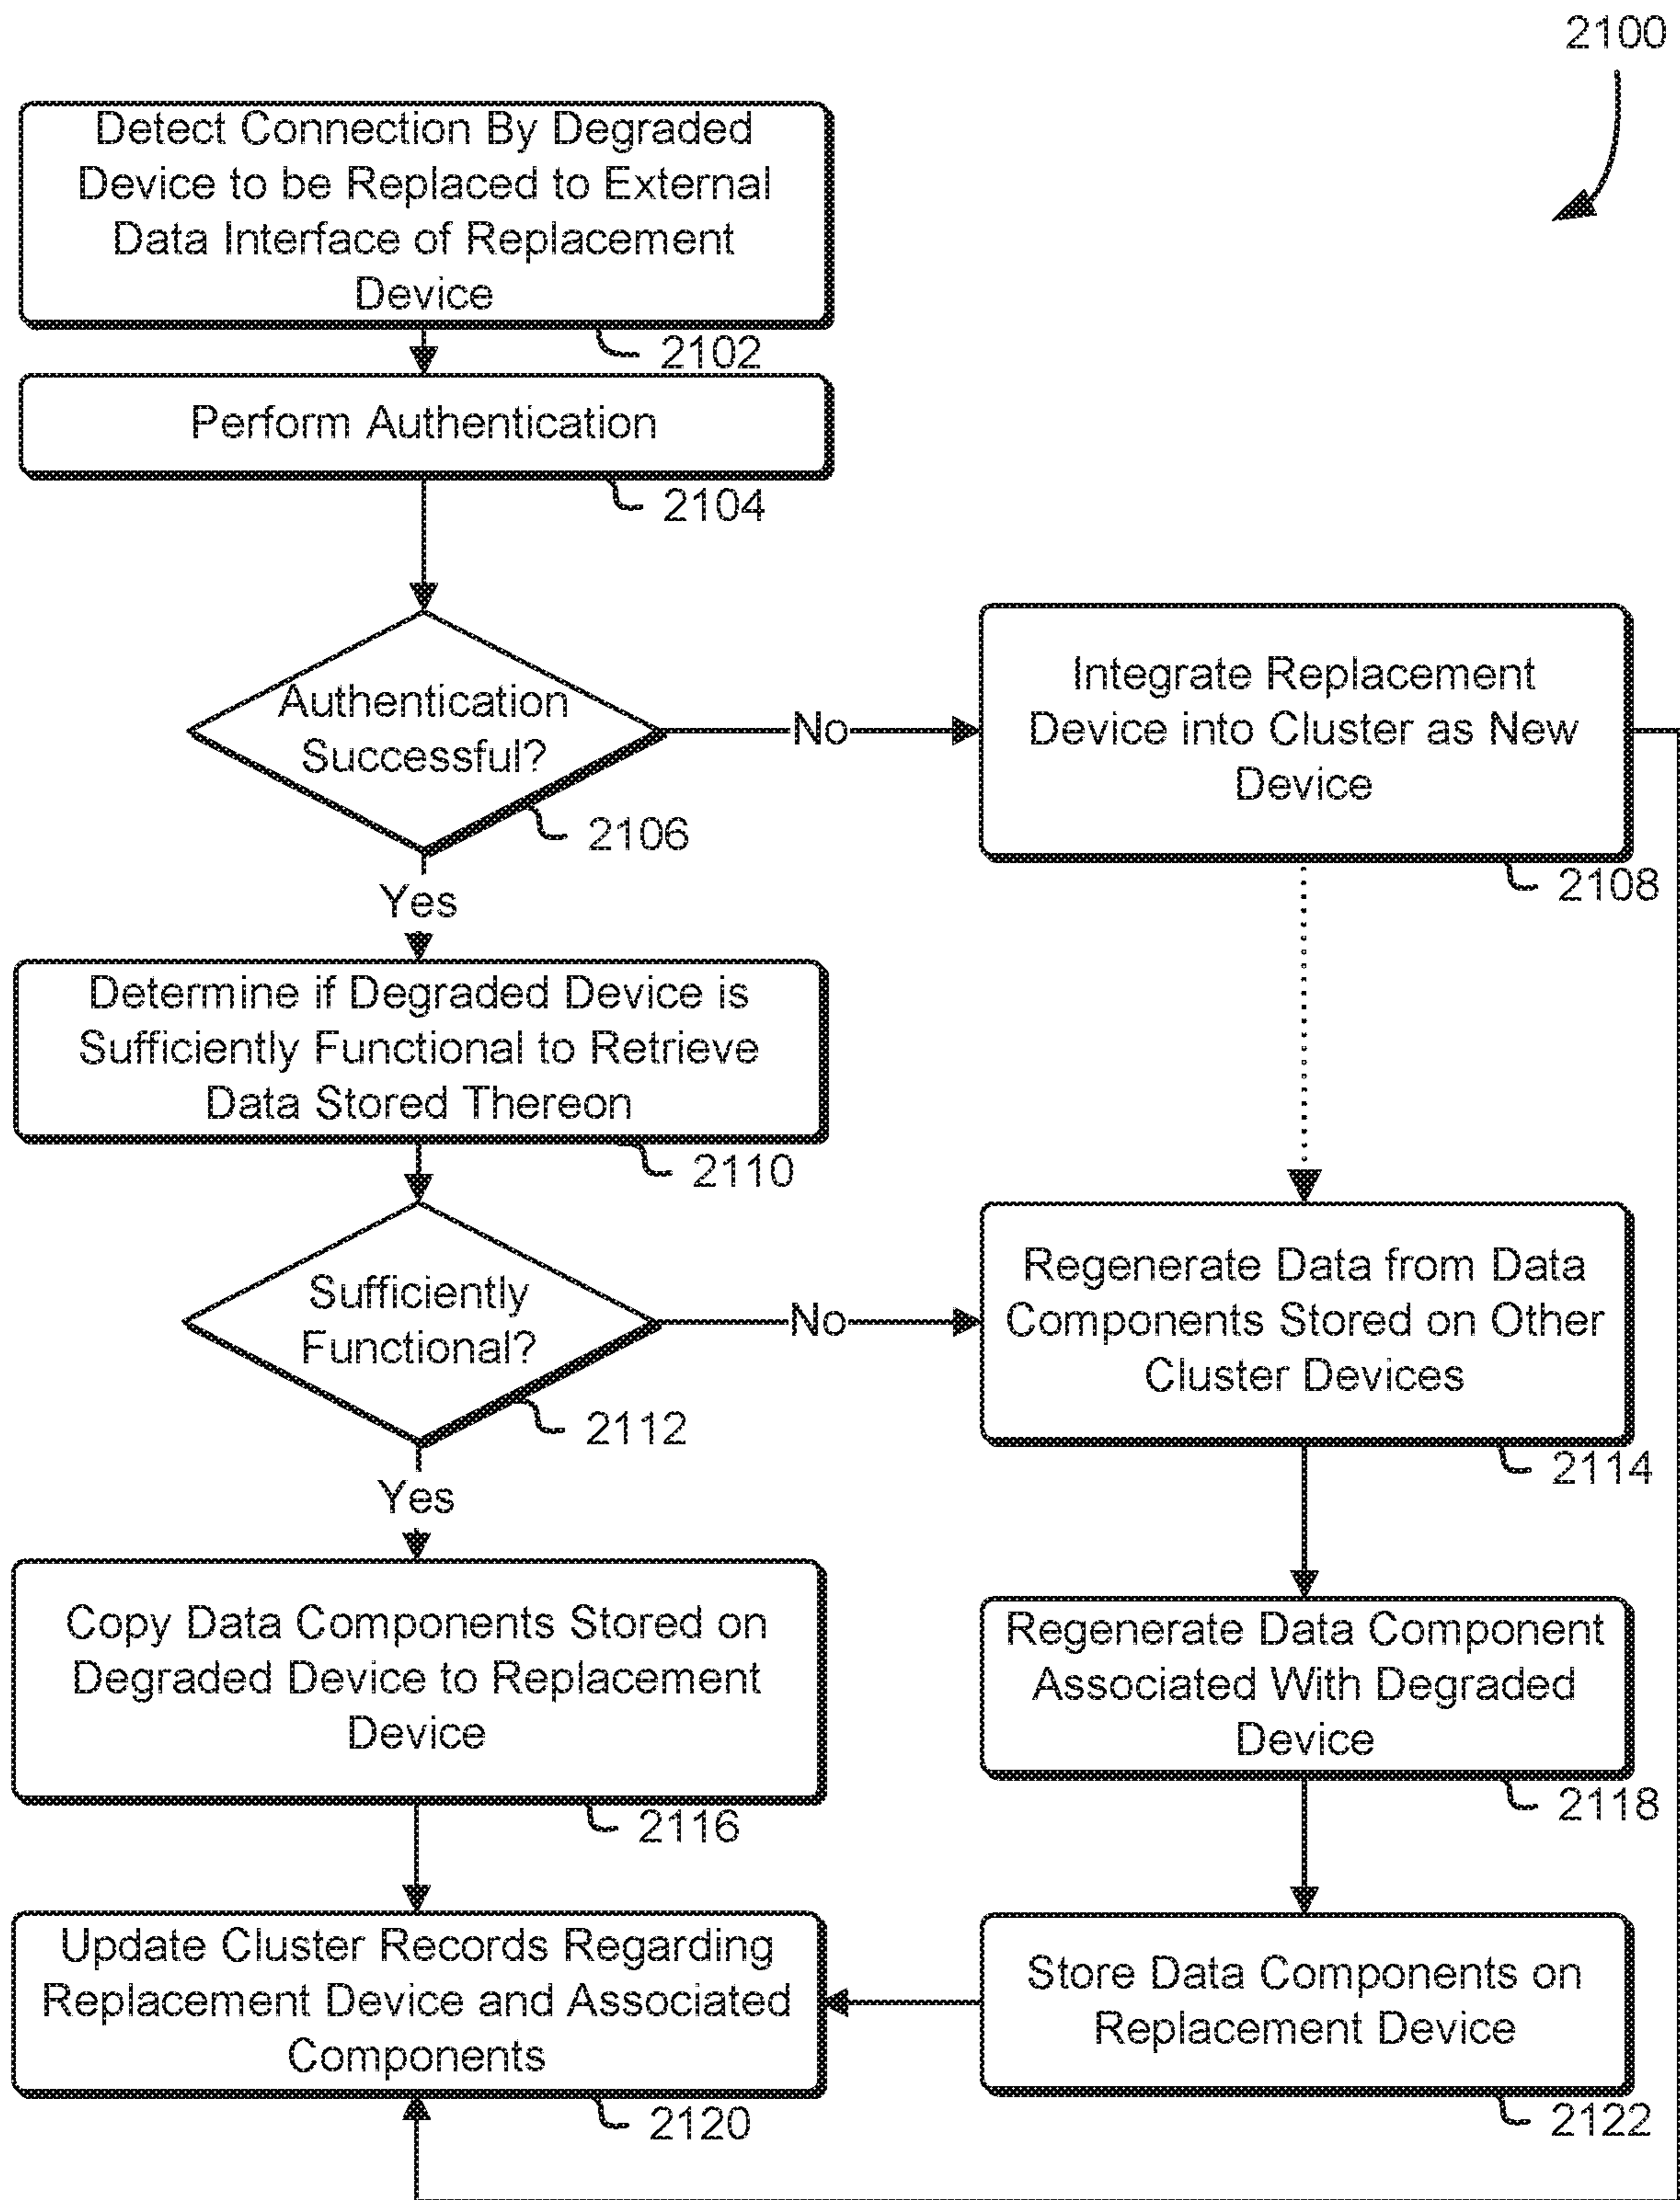 2100
Detect Connection By Degraded
Device to be Replaced to External
Data Interface of Replacement
Device
2102
Perform Authentication
2104
Authentication
Successful?
2106
No
Integrate Replacement
Device into Cluster as New
Device
2108
Yes
Determine if Degraded Device is
Sufficiently Functional to Retrieve
Data Stored Thereon
2110
Sufficiently
Functional?
2112
No
Regenerate Data from Data
Components Stored on Other
Cluster Devices
2114
Yes
Copy Data Components Stored on
Degraded Device to Replacement
Device
2116
Regenerate Data Component
Associated With Degraded
Device
2118
Update Cluster Records Regarding
Replacement Device and Associated
Components
2120
Store Data Components on
Replacement Device
2122